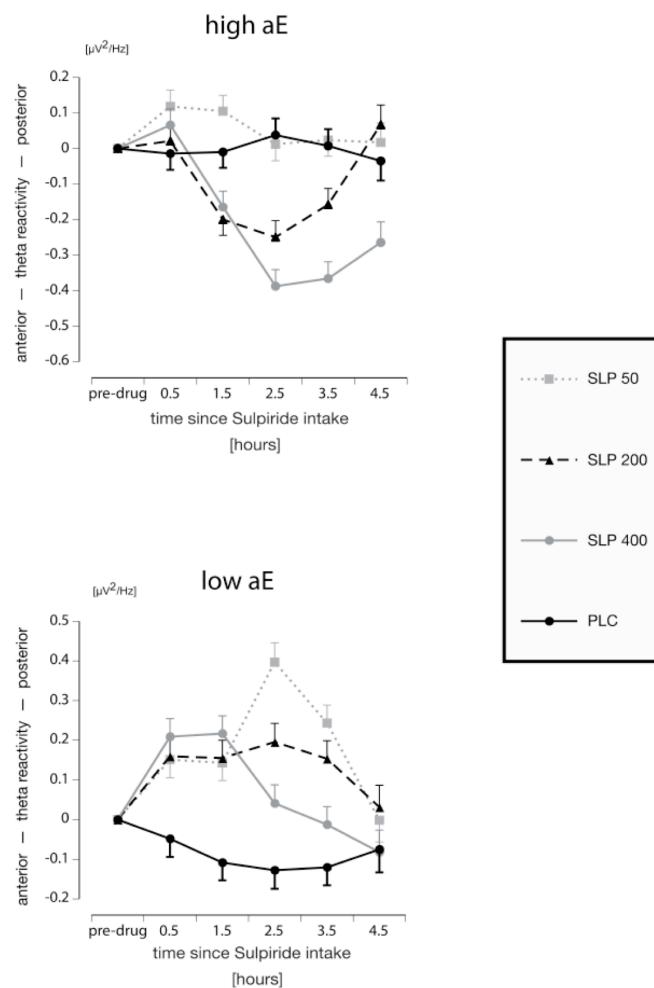 high aE
[μV²/Hz]
0.2
0.1
0
-0.1
-0.2
-0.3
-0.4
-0.5
-0.6
anterior — theta reactivity — posterior
pre-drug 0.5 1.5 2.5 3.5 4.5
time since Sulpiride intake
[hours]
SLP 50
SLP 200
SLP 400
PLC
low aE
[μV²/Hz]
0.5
0.4
0.3
0.2
0.1
0
-0.1
-0.2
anterior — theta reactivity — posterior
pre-drug 0.5 1.5 2.5 3.5 4.5
time since Sulpiride intake
[hours]